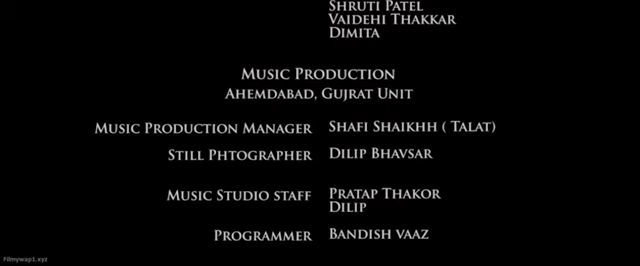 Shruti Patel
Vaidehi Thakkar
Dimita
Music Production
Ahemdabad, Gujrat Unit
Music Production Manager Shafi Shaikhh ( Talat)
Still Phtographer Dilip Bhavsar
Music Studio staff Pratap Thakor
Dilip
Programmer Bandish vaaz
Filmywap1.xyz